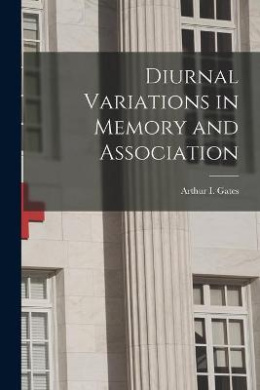 Diurnal
Variations in
Memory and
Association
Arthur I. Gates